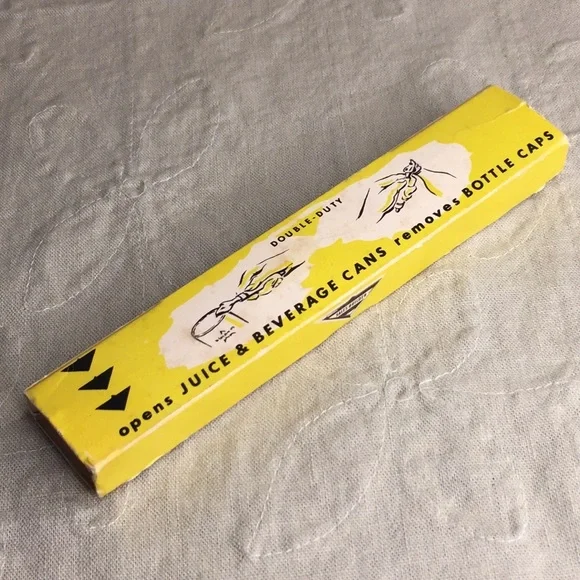 DOUBLE-DUTY
opens JUICE & BEVERAGE CANS removes BOTTLE CAPS